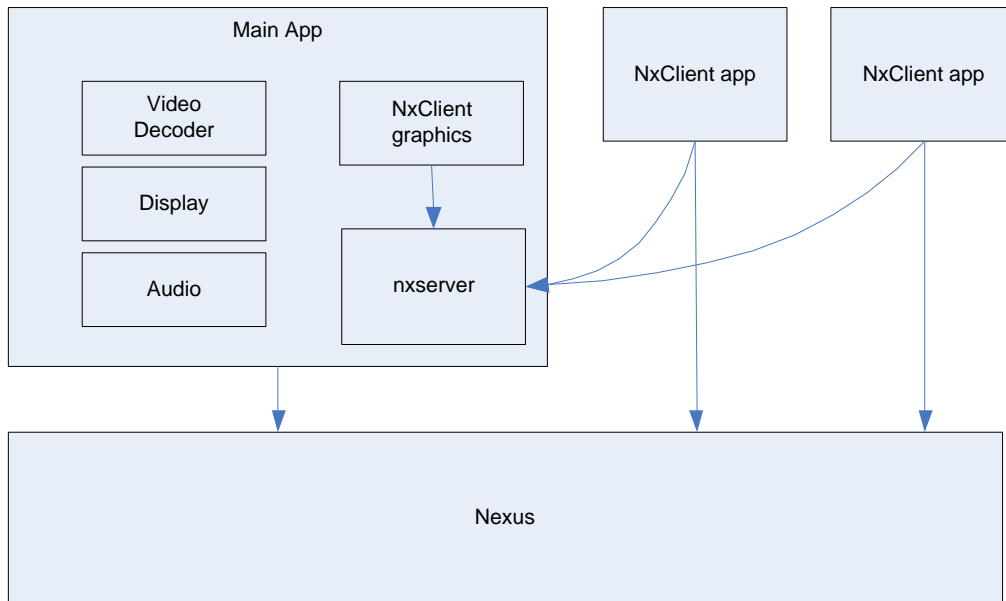 Main App
NxClient app
NxClient app
Video
Decoder
NxClient
graphics
Display
Audio
nxserver
Nexus